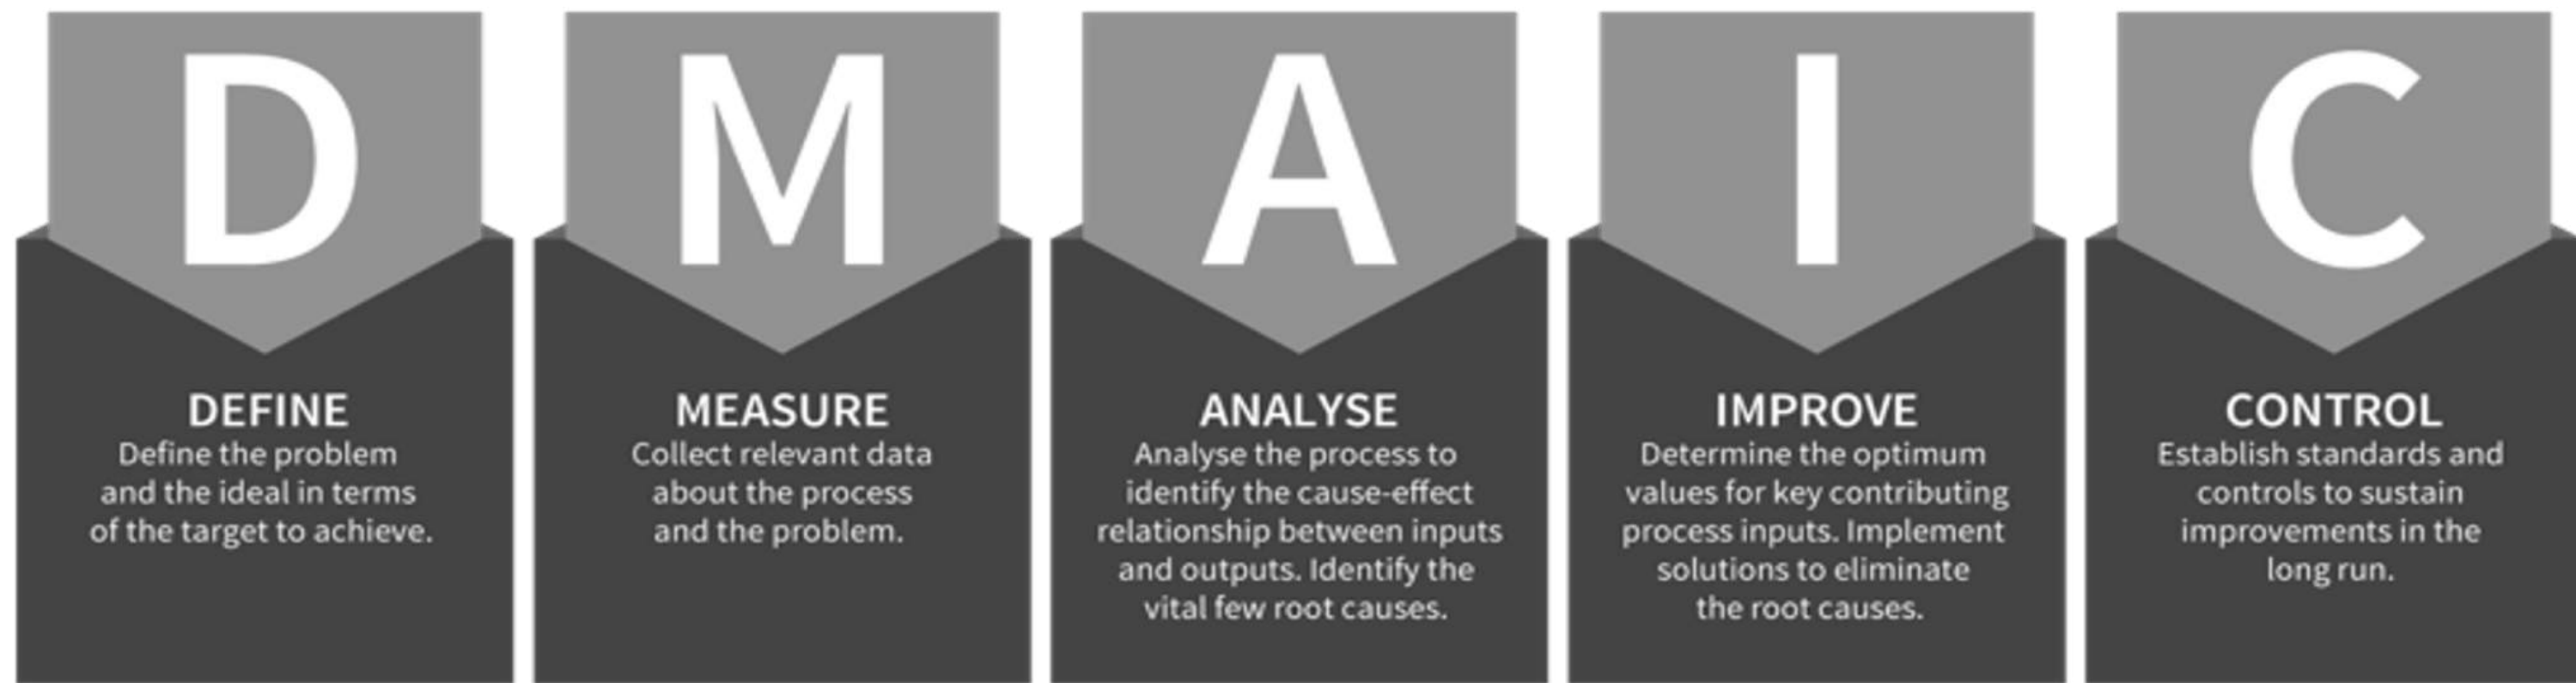 D
DEFINE
Define the problem
and the ideal in terms
of the target to achieve.
M
MEASURE
Collect relevant data
about the process
and the problem.
A
ANALYSE
Analyse the process to
identify the cause-effect
relationship between inputs
and outputs. Identify the
vital few root causes.
I
IMPROVE
Determine the optimum
values for key contributing
process inputs. Implement
solutions to eliminate
the root causes.
C
CONTROL
Establish standards and
controls to sustain
improvements in the
long run.